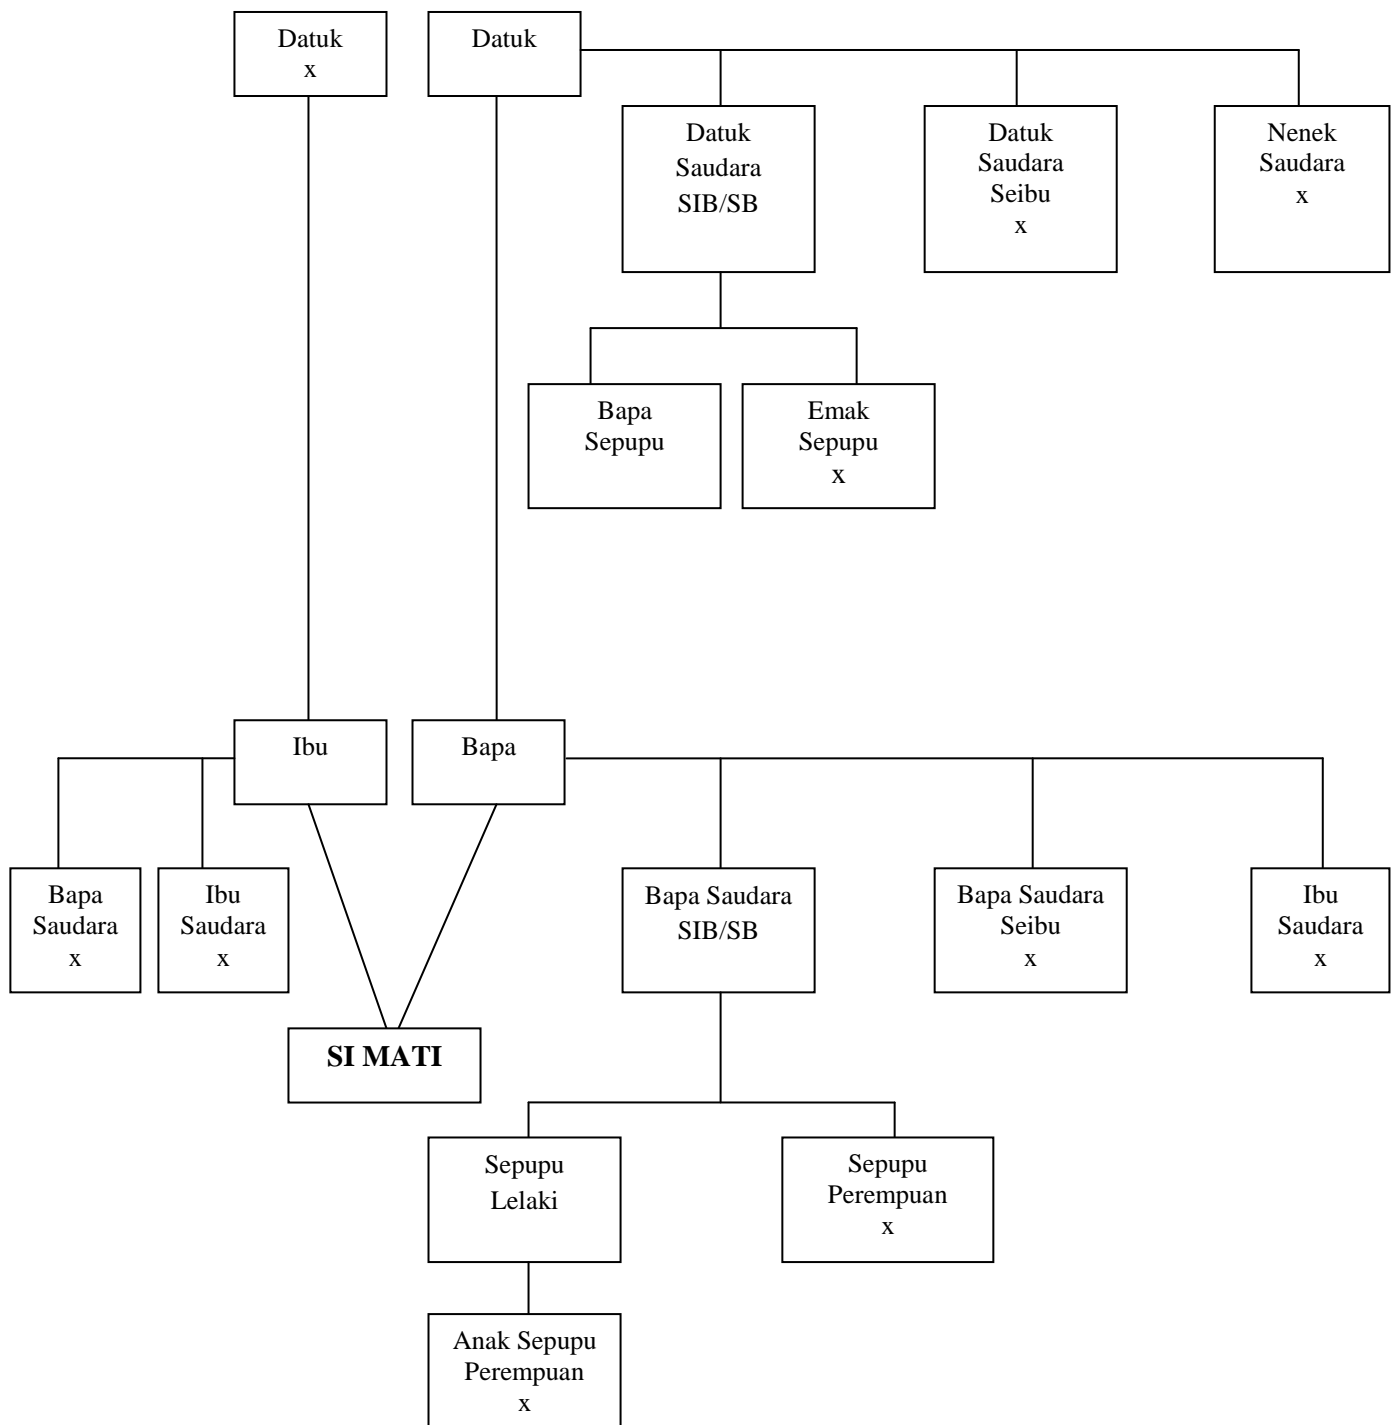 Datuk
x
Datuk
Datuk
Saudara
SIB/SB
Datuk
Saudara
Seibu
x
Nenek
Saudara
x
Bapa
Sepupu
Emak
Sepupu
x
Ibu
Bapa
Bapa
Saudara
x
Ibu
Saudara
x
Bapa Saudara
SIB/SB
Bapa Saudara
Seibu
x
Ibu
Saudara
x
SI MATI
Sepupu
Lelaki
Sepupu
Perempuan
x
Anak Sepupu
Perempuan
x